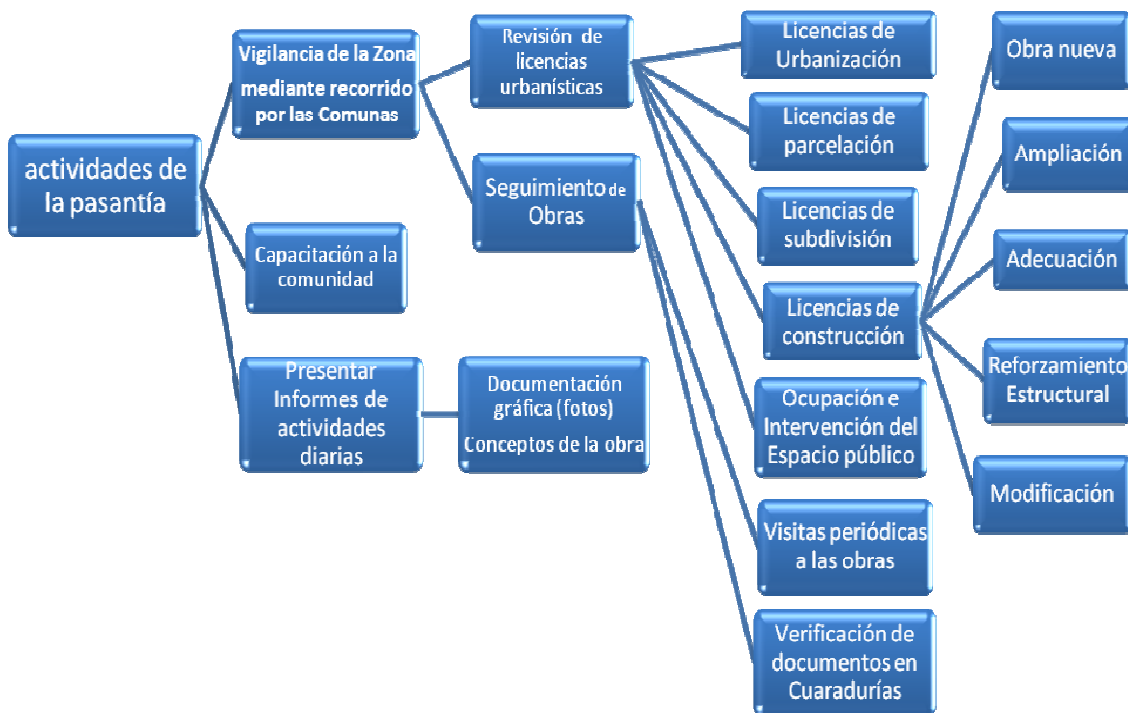 actividades de
la pasantía
Vigilancia de la Zona
mediante recorrido
por las Comunas
Capacitación a la
comunidad
Presentar
Informes de
actividades
diarias
Revisión de
licencias
urbanísticas
Seguimiento de
Obras
Documentación
gráfica (fotos)
Conceptos de la obra
Licencias de
Urbanización
Licencias de
parcelación
Licencias de
subdivisión
Licencias de
construcción
Ocupación e
Intervención del
Espacio público
Visitas periódicas
a las obras
Verificación de
documentos en
Cuaradurías
Obra nueva
Ampliación
Adecuación
Reforzamiento
Estructural
Modificación